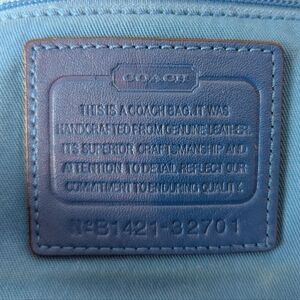 COACH
THIS IS A COACH BAG. IT WAS
HANDCRAFTED FROM GENUINE LEATHER.
ITS SUPERIOR CRAFTSMANSHIP AND
ATTENTION TO DETAIL REFLECT OUR
COMMITMENT TO ENDURING QUALITY.
Nº B1421-32701